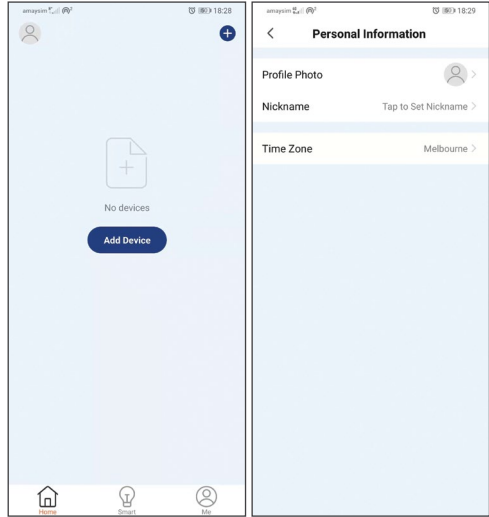 amaysim 18:28
No devices
Add Device
Home Smart Me
amaysim 18:29
Personal Information
Profile Photo
Nickname Tap to Set Nickname
Time Zone Melbourne